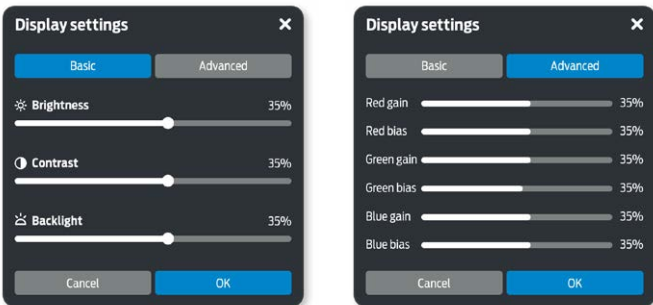 Display settings
Basic Advanced
Brightness 35%
Contrast 35%
Backlight 35%
Cancel OK
Display settings
Basic Advanced
Red gain 35%
Red bias 35%
Green gain 35%
Green bias 35%
Blue gain 35%
Blue bias 35%
Cancel OK